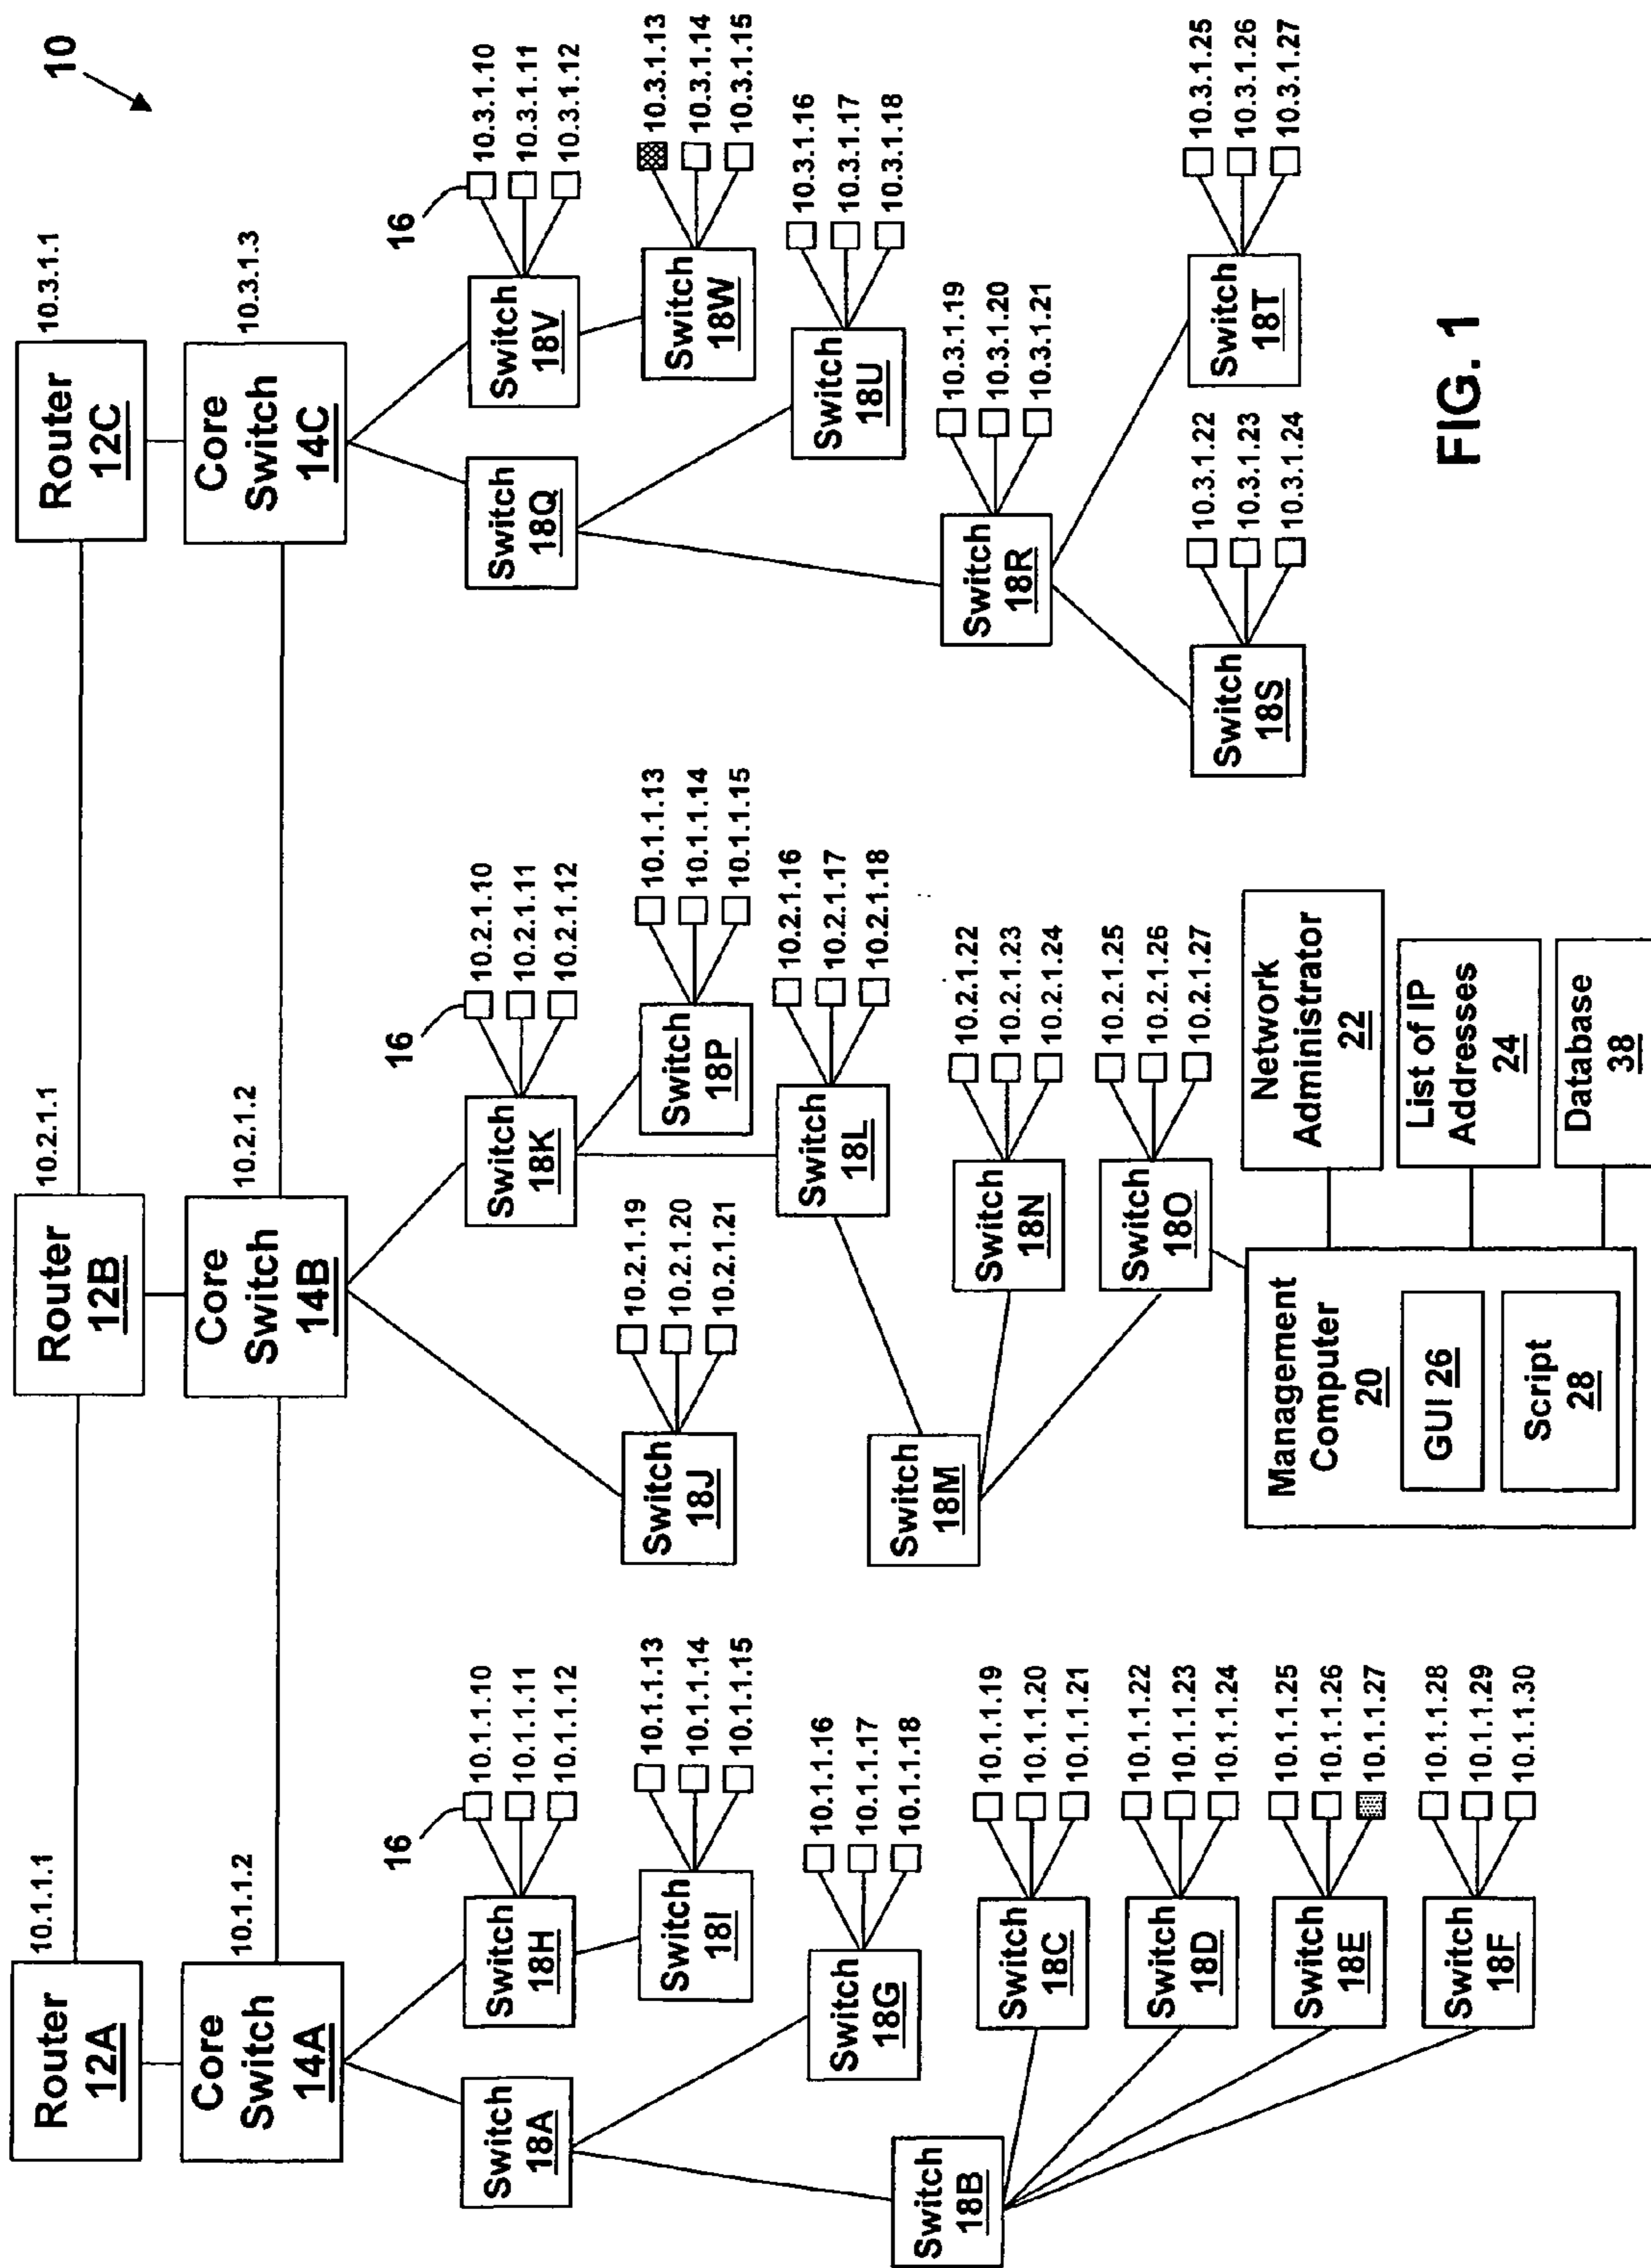 10
Router
12A
10.1.1.1
Router
12B
10.2.1.1
Router
12C
10.3.1.1
Core
Switch
14A
10.1.1.2
Core
Switch
14B
10.2.1.2
Core
Switch
14C
10.3.1.3
Switch
18A
Switch
18H
16
10.1.1.10
10.1.1.11
10.1.1.12
Switch
18I
10.1.1.13
10.1.1.14
10.1.1.15
Switch
18G
10.1.1.16
10.1.1.17
10.1.1.18
Switch
18B
Switch
18C
10.1.1.19
10.1.1.20
10.1.1.21
Switch
18D
10.1.1.22
10.1.1.23
10.1.1.24
Switch
18E
10.1.1.25
10.1.1.26
10.1.1.27
Switch
18F
10.1.1.28
10.1.1.29
10.1.1.30
Switch
18K
16
10.2.1.10
10.2.1.11
10.2.1.12
Switch
18J
10.2.1.19
10.2.1.20
10.2.1.21
Switch
18P
10.1.1.13
10.1.1.14
10.1.1.15
Switch
18L
10.2.1.16
10.2.1.17
10.2.1.18
Switch
18M
Switch
18N
10.2.1.22
10.2.1.23
10.2.1.24
Switch
18O
10.2.1.25
10.2.1.26
10.2.1.27
Management
Computer
20
GUI 26
Script
28
Network
Administrator
22
List of IP
Addresses
24
Database
38
Switch
18Q
Switch
18V
16
10.3.1.10
10.3.1.11
10.3.1.12
Switch
18W
10.3.1.13
10.3.1.14
10.3.1.15
Switch
18U
10.3.1.16
10.3.1.17
10.3.1.18
Switch
18R
10.3.1.19
10.3.1.20
10.3.1.21
Switch
18S
10.3.1.22
10.3.1.23
10.3.1.24
Switch
18T
10.3.1.25
10.3.1.26
10.3.1.27
FIG. 1